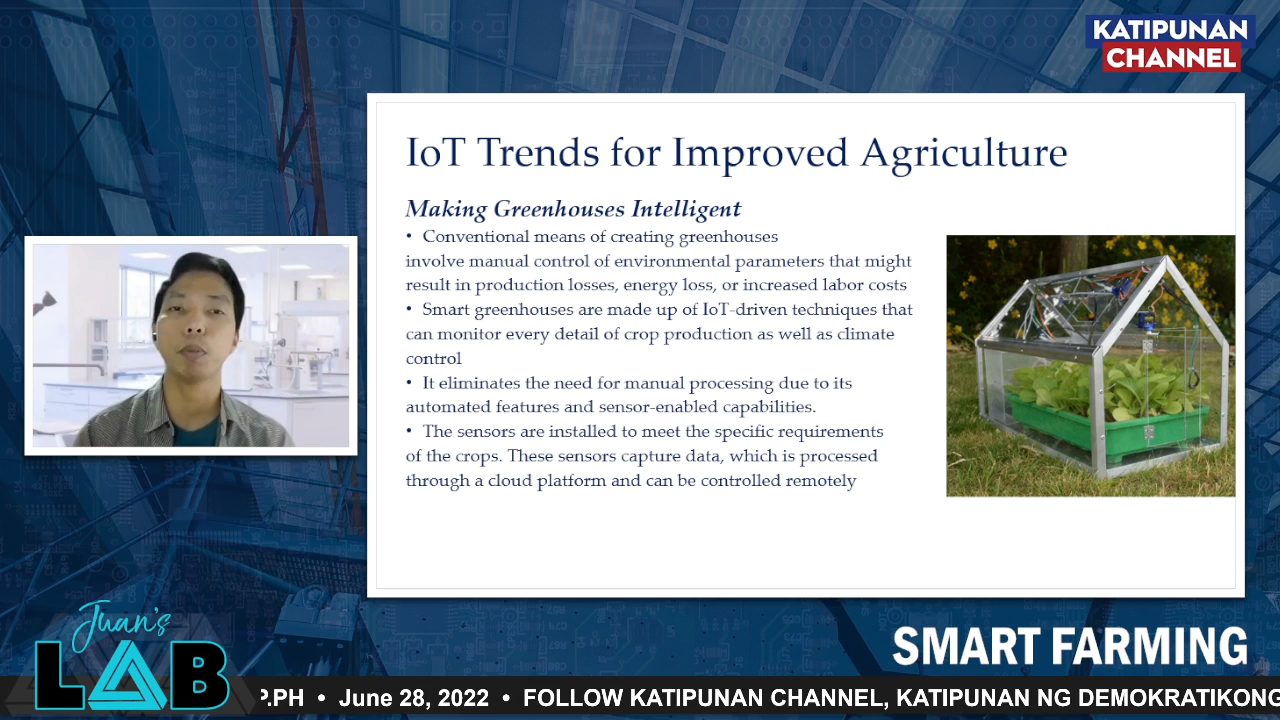 KATIPUNAN
CHANNEL
IoT Trends for Improved Agriculture
Making Greenhouses Intelligent
• Conventional means of creating greenhouses
involve manual control of environmental parameters that might
result in production losses, energy loss, or increased labor costs
• Smart greenhouses are made up of IoT-driven techniques that
can monitor every detail of crop production as well as climate
control
• It eliminates the need for manual processing due to its
automated features and sensor-enabled capabilities.
• The sensors are installed to meet the specific requirements
of the crops. These sensors capture data, which is processed
through a cloud platform and can be controlled remotely
Juan's
LAB
SMART FARMING
P.PH • June 28, 2022 • FOLLOW KATIPUNAN CHANNEL, KATIPUNAN NG DEMOKRATIKONG